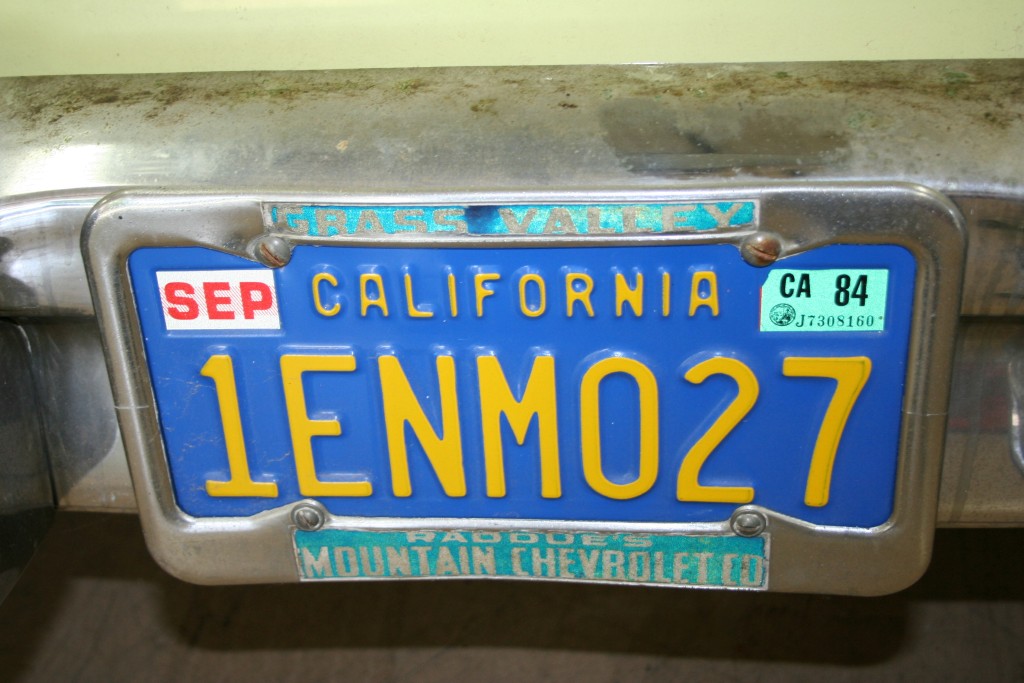 GRASS VALLEY
SEP
CALIFORNIA
CA 84
J7308160
1ENM027
RADDUE'S
MOUNTAIN CHEVROLET CO